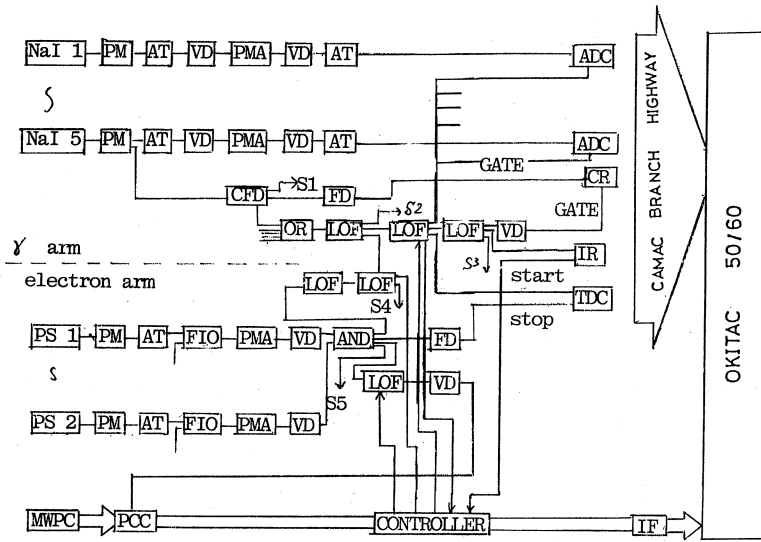 NaI 1 PM AT VD PMA VD AT ADC
NaI 5 PM AT VD PMA VD AT ADC
GATE
CFD S1 FD CR
GATE
OR LOF S2 LOF LOF VD
γ arm
S3 IR
electron arm
start
LOF LOF
S4
TDC
stop
PS 1 PM AT FIO PMA VD AND FD
LOF VD
S5
PS 2 PM AT FIO PMA VD
MWPC PCC CONTROLLER IF
CAMAC BRANCH HIGHWAY
OKITAC 50/60